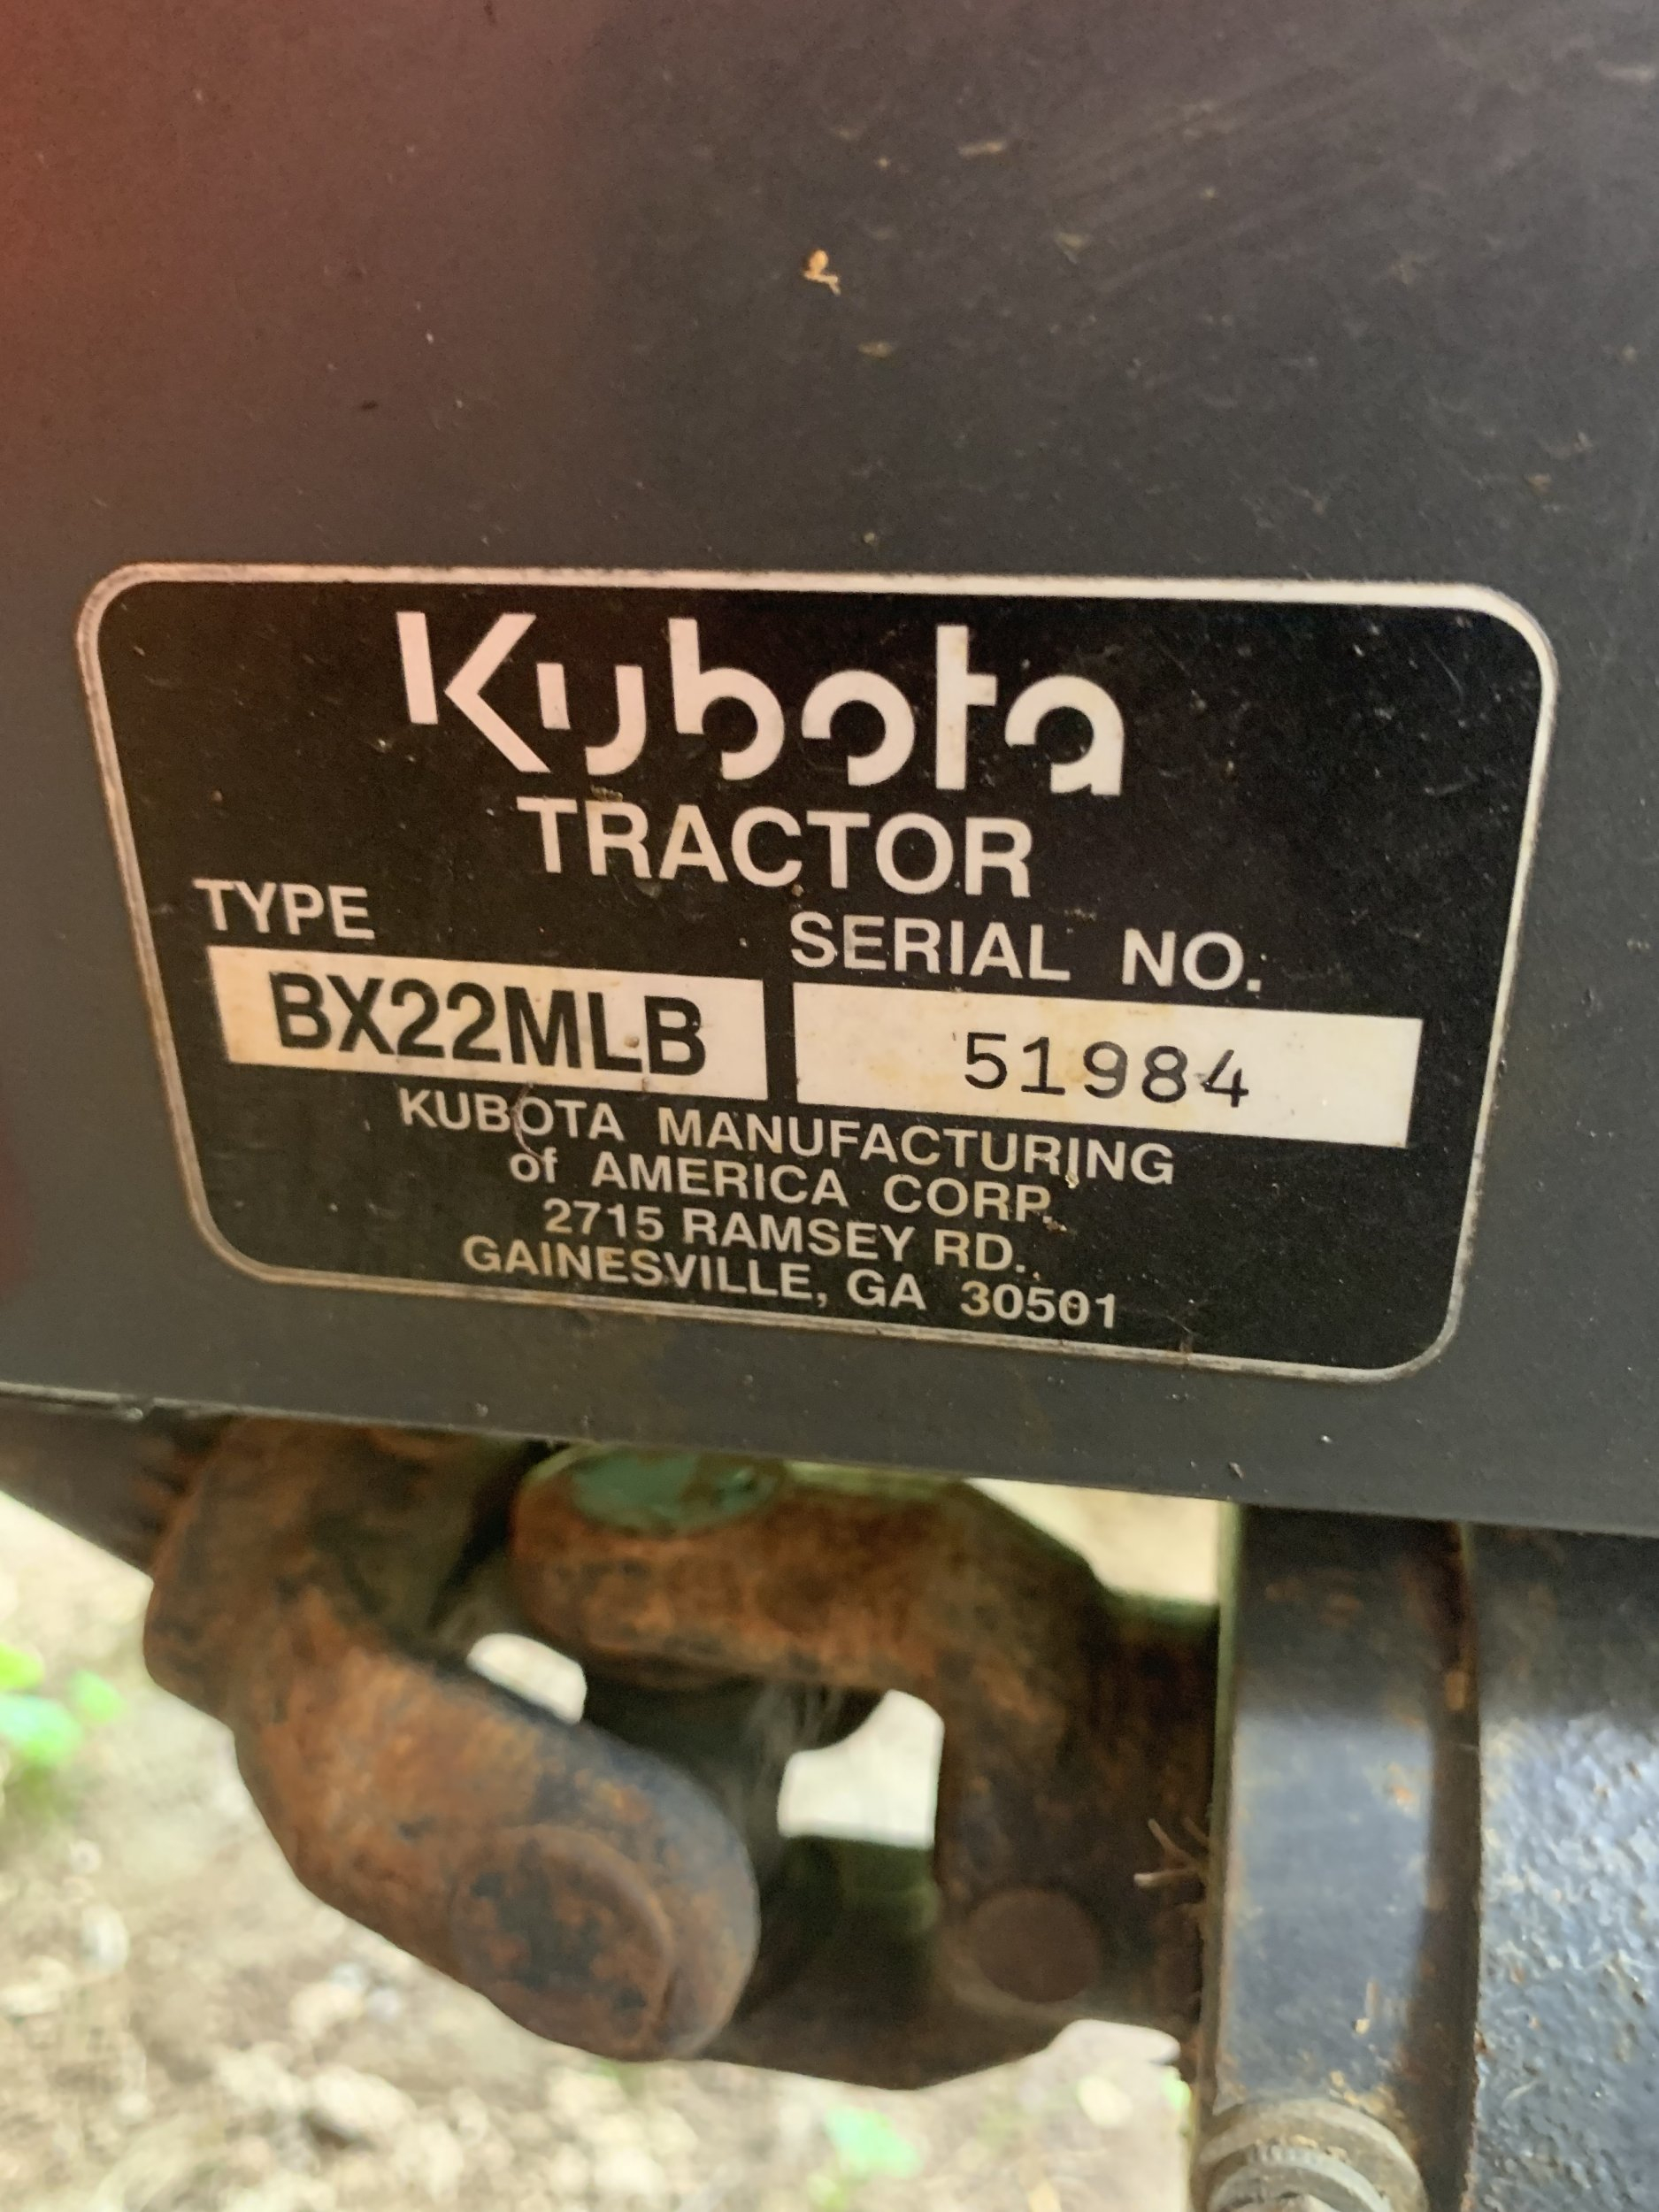 Kubota
TRACTOR
TYPE SERIAL NO.
BX22MLB 51984
KUBOTA MANUFACTURING
of AMERICA CORP.
2715 RAMSEY RD.
GAINESVILLE, GA 30501